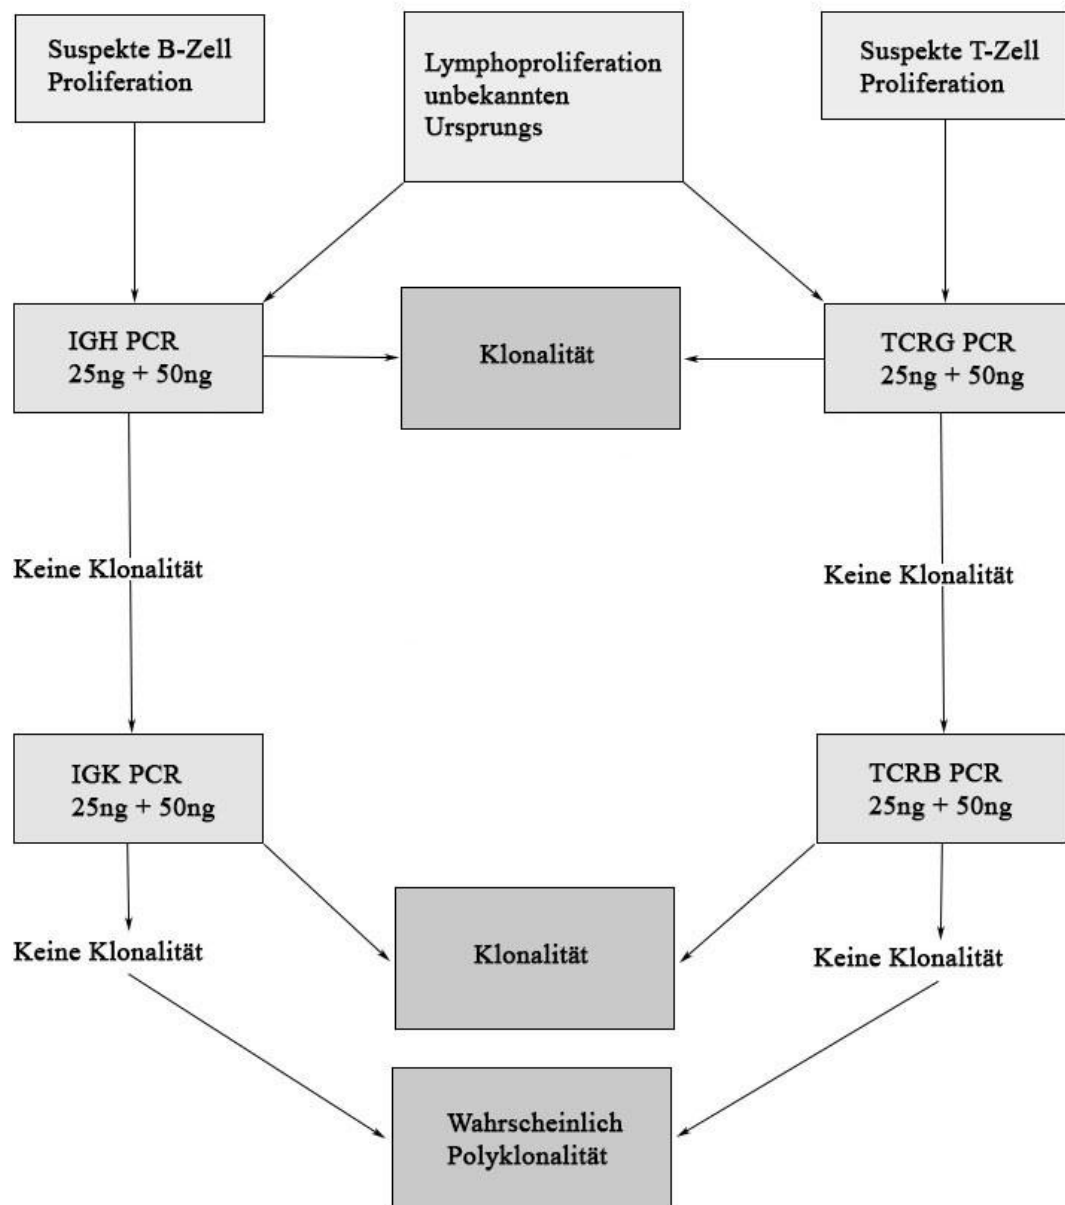 Suspekte B-Zell
Proliferation
Lymphoproliferation
unbekannten
Ursprungs
Suspekte T-Zell
Proliferation
IGH PCR
25ng + 50ng
Klonalität
TCRG PCR
25ng + 50ng
Keine Klonalität
Keine Klonalität
IGK PCR
25ng + 50ng
TCRB PCR
25ng + 50ng
Keine Klonalität
Klonalität
Keine Klonalität
Wahrscheinlich
Polyklonalität